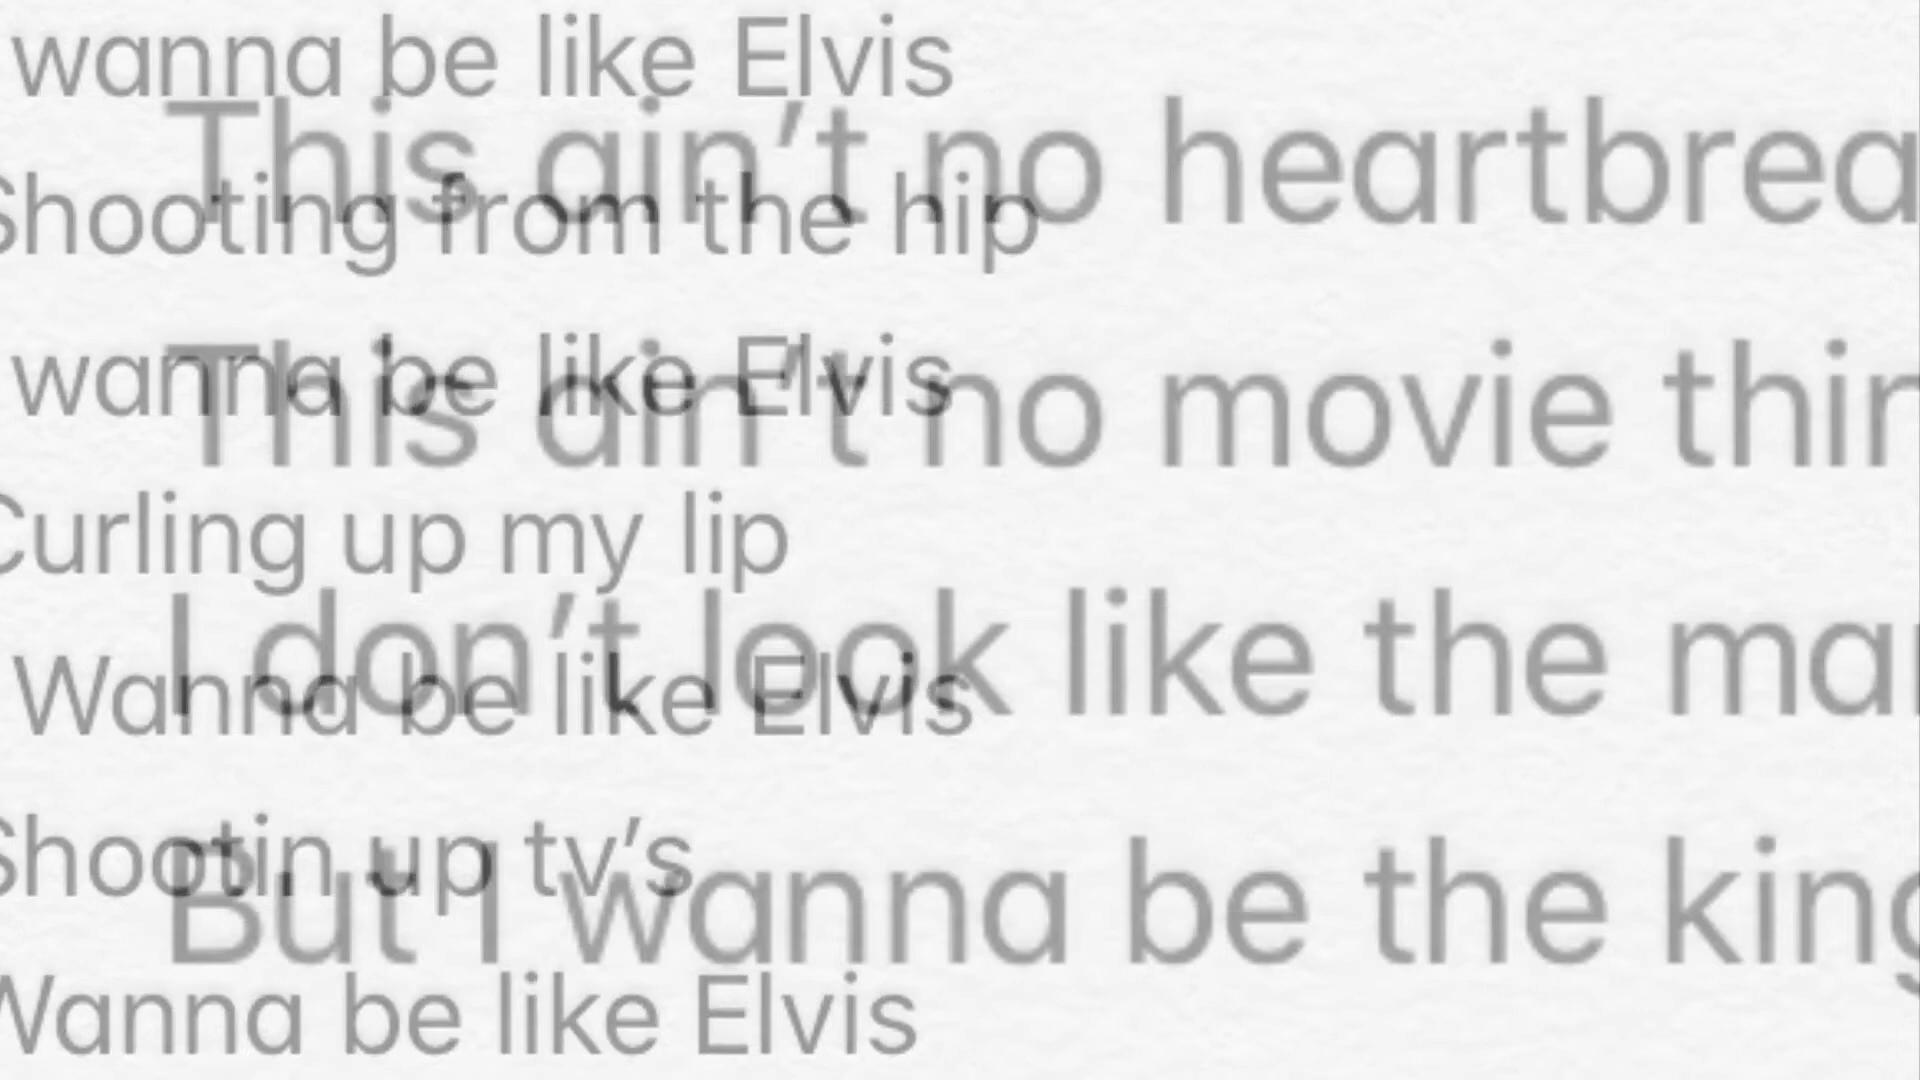 wanna be like Elvis
This ain't no heartbrea
Shooting from the hip
wanna be like Elvis
This ain't no movie thin
Curling up my lip
I don't look like the man
Wanna be like Elvis
Shootin up tv's
But I wanna be the king
Wanna be like Elvis